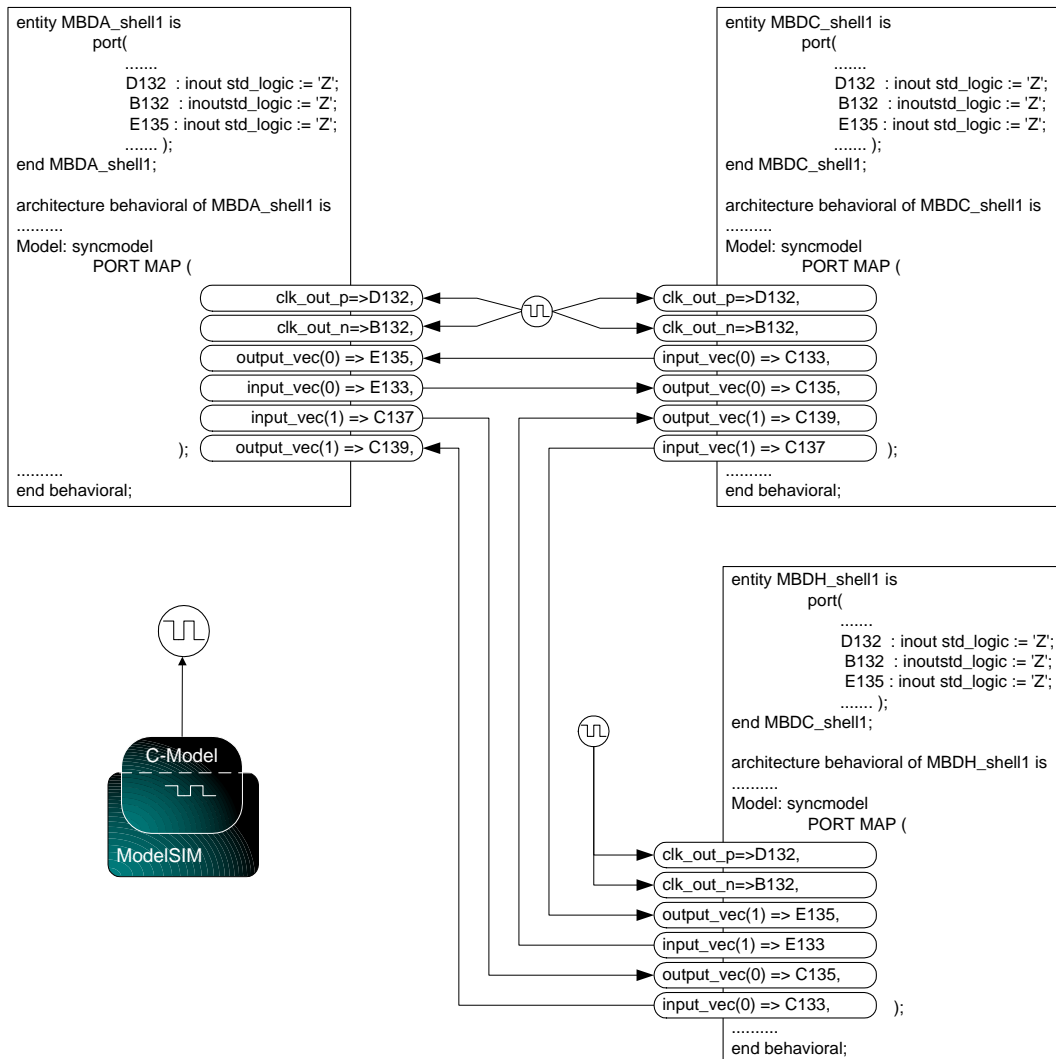 entity MBDA_shell1 is
port(
.......
D132 : inout std_logic := 'Z';
B132 : inoutstd_logic := 'Z';
E135 : inout std_logic := 'Z';
....... );
end MBDA_shell1;
architecture behavioral of MBDA_shell1 is
..........
Model: syncmodel
PORT MAP (
clk_out_p=>D132,
clk_out_n=>B132,
output_vec(0) => E135,
input_vec(0) => E133,
input_vec(1) => C137
output_vec(1) => C139,
);
..........
end behavioral;
entity MBDC_shell1 is
port(
.......
D132 : inout std_logic := 'Z';
B132 : inoutstd_logic := 'Z';
E135 : inout std_logic := 'Z';
....... );
end MBDC_shell1;
architecture behavioral of MBDC_shell1 is
..........
Model: syncmodel
PORT MAP (
clk_out_p=>D132,
clk_out_n=>B132,
input_vec(0) => C133,
output_vec(0) => C135,
output_vec(1) => C139,
input_vec(1) => C137
);
..........
end behavioral;
C-Model
ModelSIM
entity MBDH_shell1 is
port(
.......
D132 : inout std_logic := 'Z';
B132 : inoutstd_logic := 'Z';
E135 : inout std_logic := 'Z';
....... );
end MBDC_shell1;
architecture behavioral of MBDH_shell1 is
..........
Model: syncmodel
PORT MAP (
clk_out_p=>D132,
clk_out_n=>B132,
output_vec(1) => E135,
input_vec(1) => E133
output_vec(0) => C135,
input_vec(0) => C133,
);
..........
end behavioral;